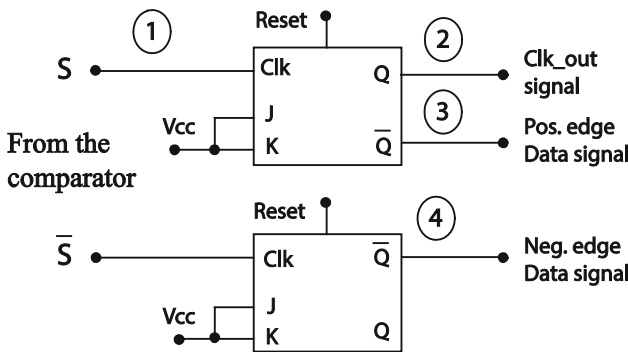 Reset
1
2
S
Clk
Q
Clk_out
signal
J
3
Vcc
K
Q̅
Pos. edge
Data signal
From the
comparator
Reset
4
S̅
Clk
Q̅
Neg. edge
Data signal
J
Vcc
K
Q